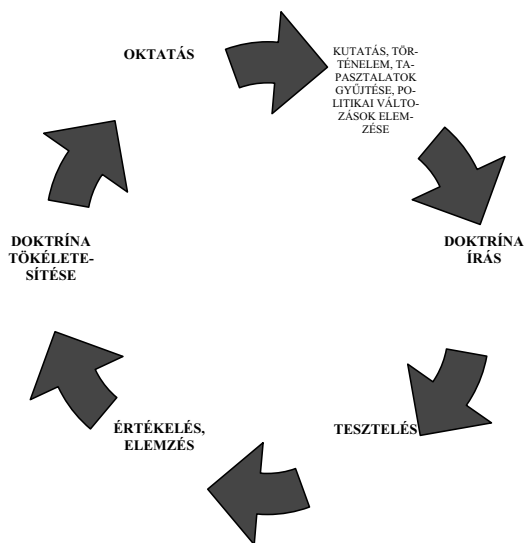 OKTATÁS
KUTATÁS, TÖR-
TÉNELEM, TA-
PASZTALATOK
GYŰJTÉSE, PO-
LITIKAI VÁLTO-
ZÁSOK ELEM-
ZÉSE
DOKTRÍNA
ÍRÁS
TESZTELÉS
ÉRTÉKELÉS,
ELEMZÉS
DOKTRÍNA
TÖKÉLETE-
SÍTÉSE